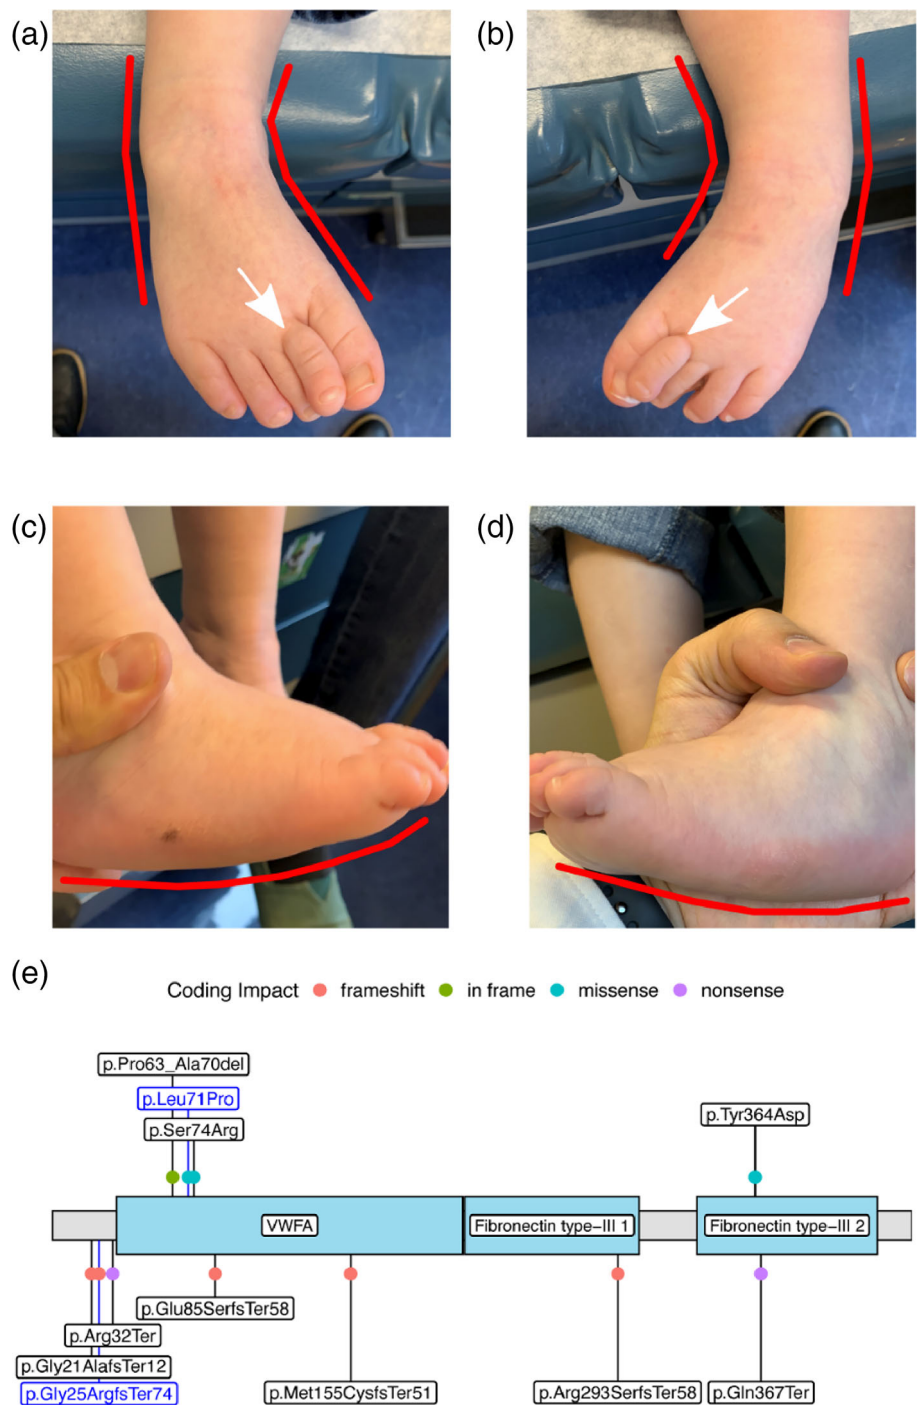 (a)
(b)
(c)
(d)
(e)
Coding Impact frameshift in frame missense nonsense
p.Pro63_Ala70del
p.Leu71Pro
p.Ser74Arg
p.Tyr364Asp
VWFA
Fibronectin type−III 1
Fibronectin type−III 2
p.Glu85SerfsTer58
p.Arg32Ter
p.Gly21AlafsTer12
p.Gly25ArgfsTer74
p.Met155CysfsTer51
p.Arg293SerfsTer58
p.Gln367Ter